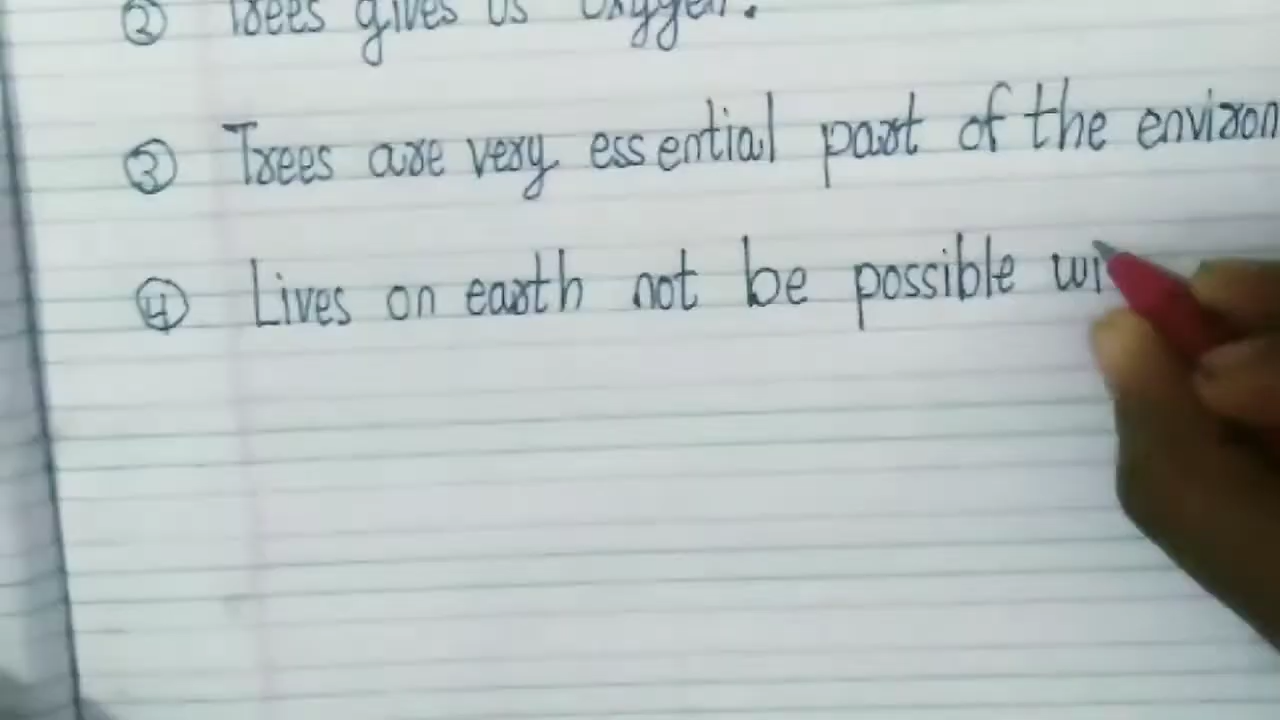 ② Trees gives us Oxygen.
③ Trees are very essential part of the environ
④ Lives on earth not be possible wi